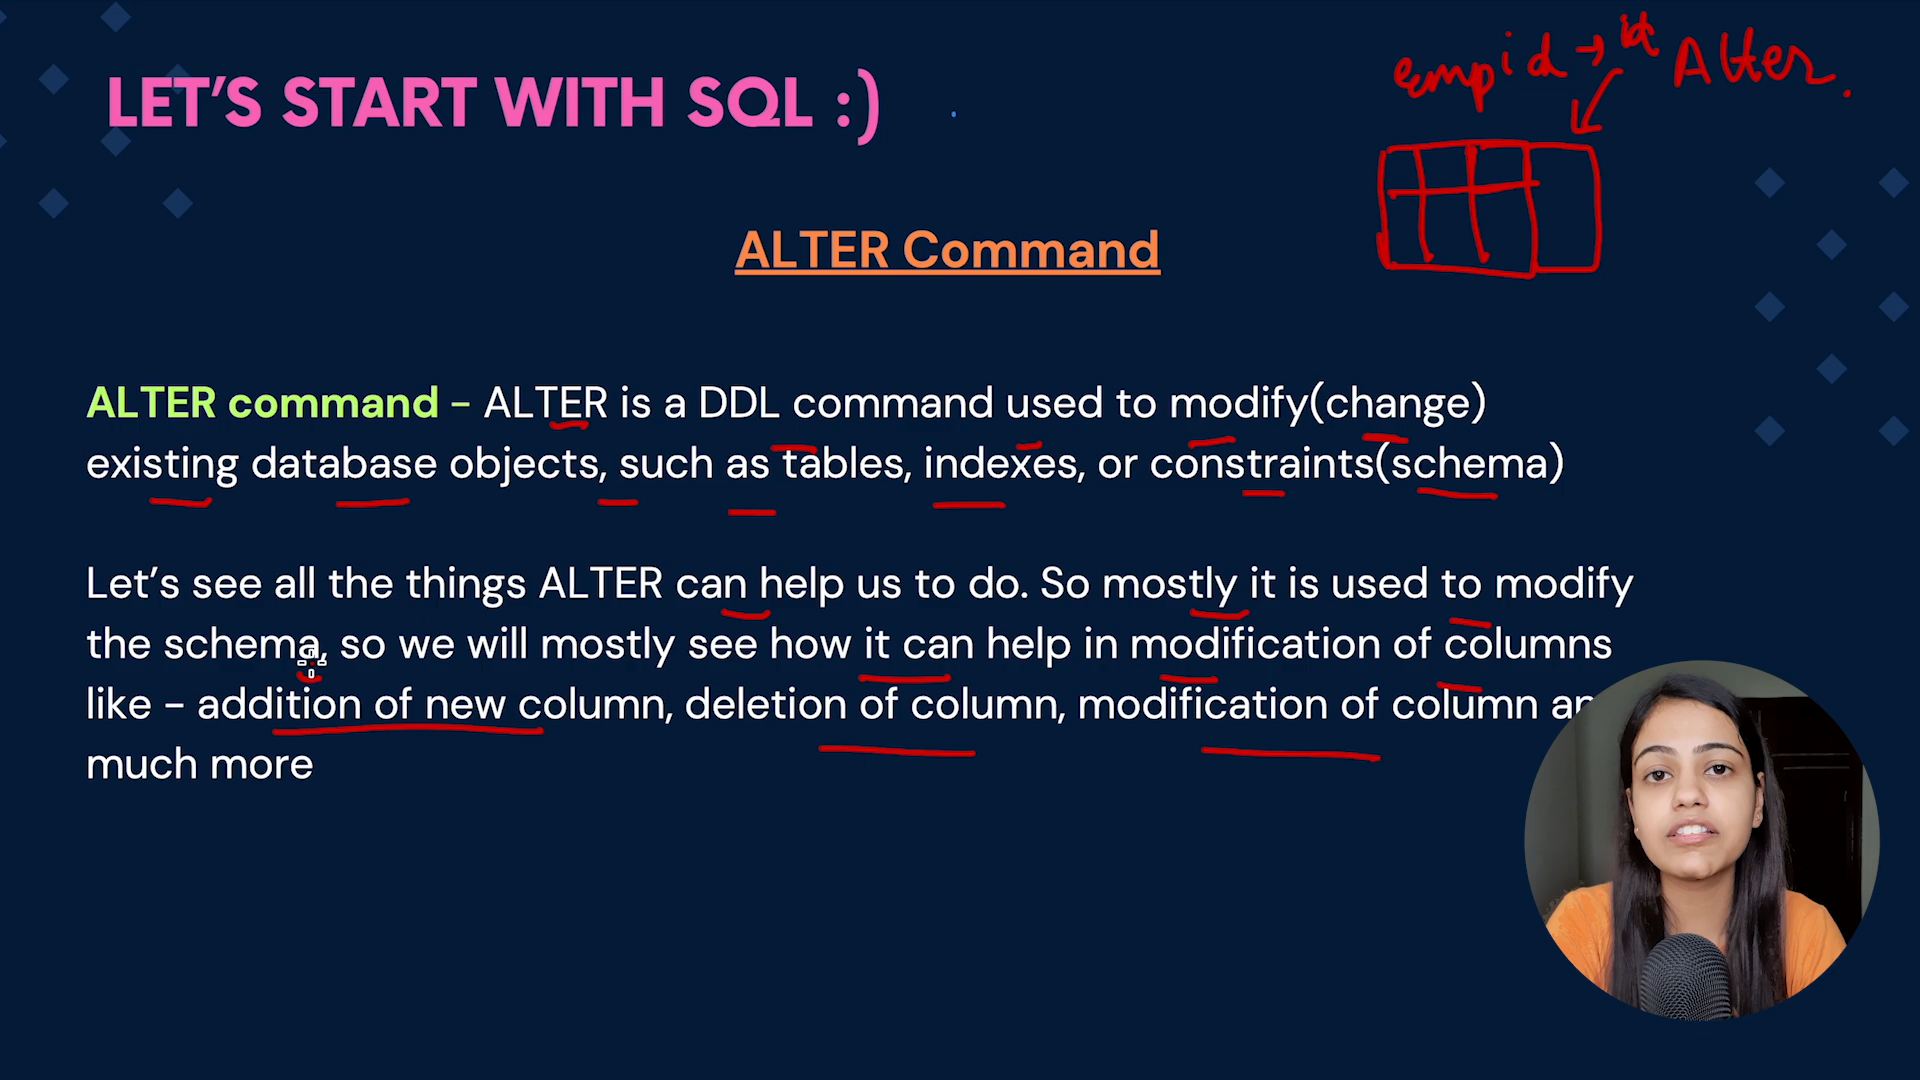 LET'S START WITH SQL :)
empid → id Alter.
ALTER Command
ALTER command - ALTER is a DDL command used to modify(change)
existing database objects, such as tables, indexes, or constraints(schema)
Let's see all the things ALTER can help us to do. So mostly it is used to modify
the schema, so we will mostly see how it can help in modification of columns
like - addition of new column, deletion of column, modification of column an
much more